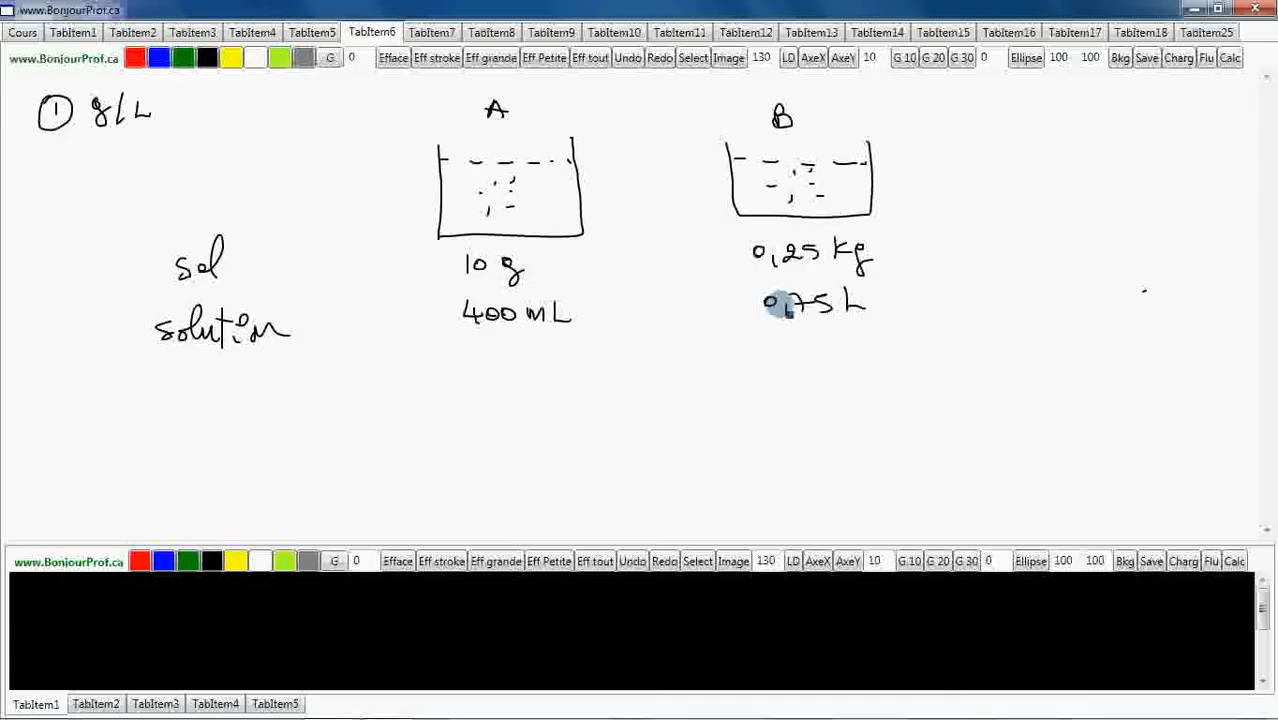 www.BonjourProf.ca
Cours TabItem1 TabItem2 TabItem3 TabItem4 TabItem5 TabItem6 TabItem7 TabItem8 TabItem9 TabItem10 TabItem11 TabItem12 TabItem13 TabItem14 TabItem15 TabItem16 TabItem17 TabItem18 TabItem25
www.BonjourProf.ca G 0 Efface Eff stroke Eff grande Eff Petite Eff tout Undo Redo Select Image 130 LD AxeX AxeY 10 G 10 G 20 G 30 0 Ellipse 100 100 Bkg Save Charg Flu Calc
① g/L A B
sel 10 g 0,25 kg
solution 400 mL 0,75 L
www.BonjourProf.ca G 0 Efface Eff stroke Eff grande Eff Petite Eff tout Undo Redo Select Image 130 LD AxeX AxeY 10 G 10 G 20 G 30 0 Ellipse 100 100 Bkg Save Charg Flu Calc
TabItem1 TabItem2 TabItem3 TabItem4 TabItem5